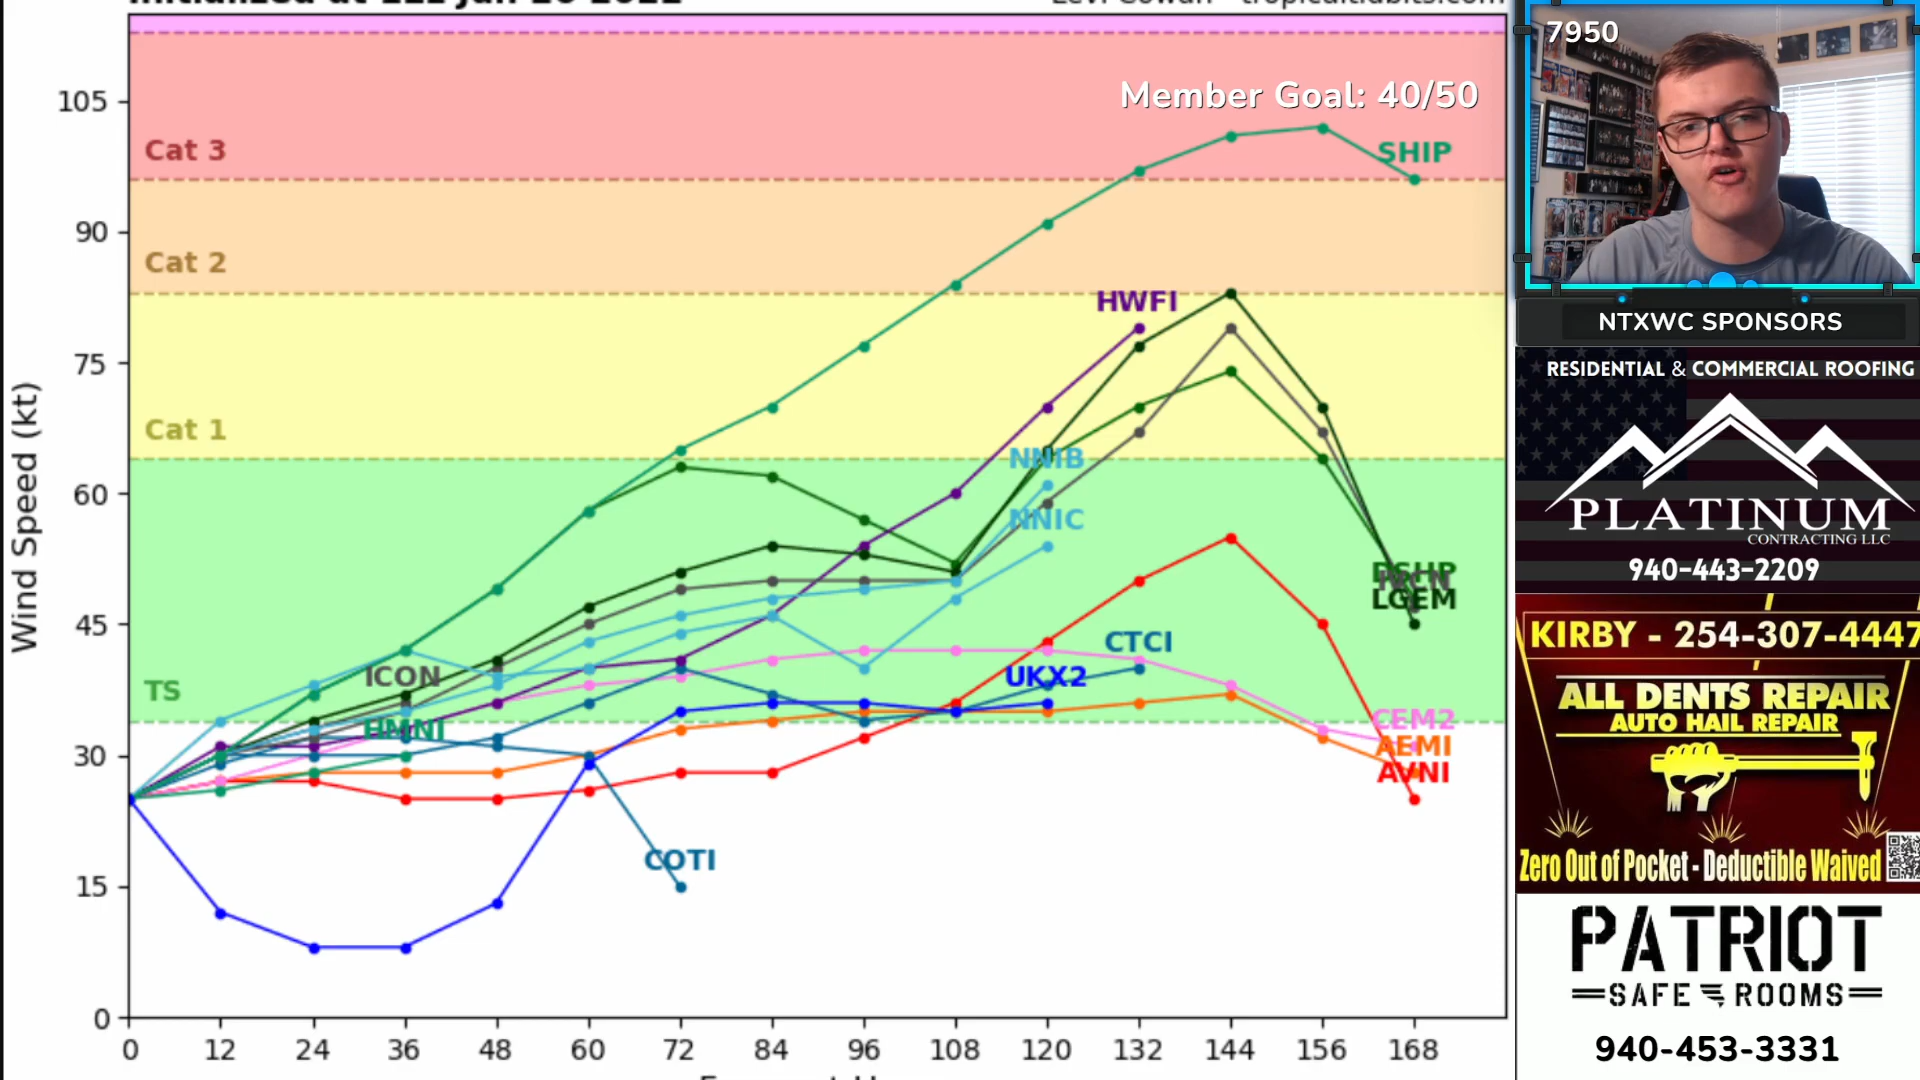 105
90
75
60
45
30
15
0
Wind Speed (kt)
Cat 3
Cat 2
Cat 1
TS
Member Goal: 40/50
SHIP
HWFI
NNIB
NNIC
ICON
HMNI
CTCI
UKX2
COTI
DSHP
LGEM
CEM2
AEMI
AVNI
0 12 24 36 48 60 72 84 96 108 120 132 144 156 168
7950
NTXWC SPONSORS
RESIDENTIAL & COMMERCIAL ROOFING
PLATINUM
CONTRACTING LLC
940-443-2209
KIRBY - 254-307-4447
ALL DENTS REPAIR
AUTO HAIL REPAIR
Zero Out of Pocket - Deductible Waived
PATRIOT
SAFE ROOMS
940-453-3331